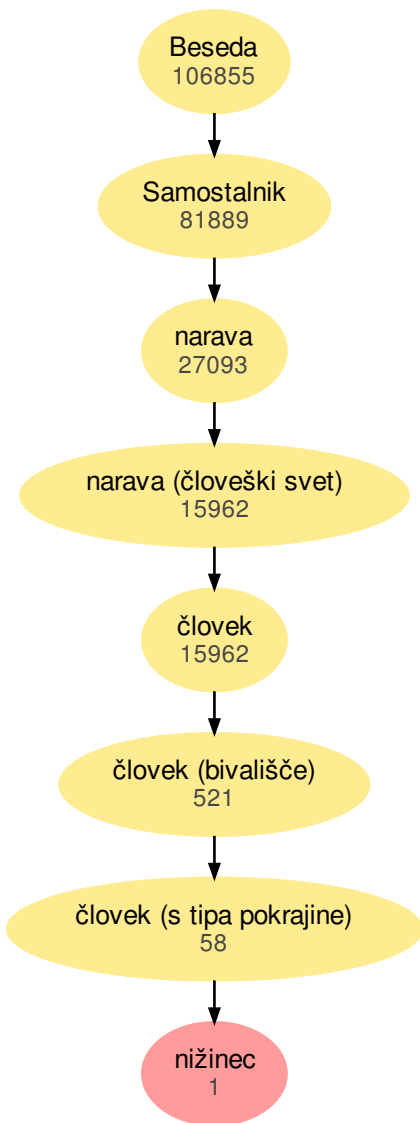 Beseda
106855
Samostalnik
81889
narava
27093
narava (človeški svet)
15962
človek
15962
človek (bivališče)
521
človek (s tipa pokrajine)
58
nižinec
1